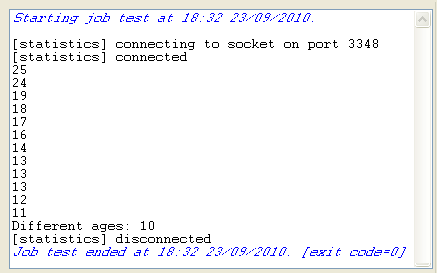 Starting job test at 18:32 23/09/2010.
[statistics] connecting to socket on port 3348
[statistics] connected
25
24
19
18
17
16
14
13
13
13
12
11
Different ages: 10
[statistics] disconnected
Job test ended at 18:32 23/09/2010. [exit code=0]